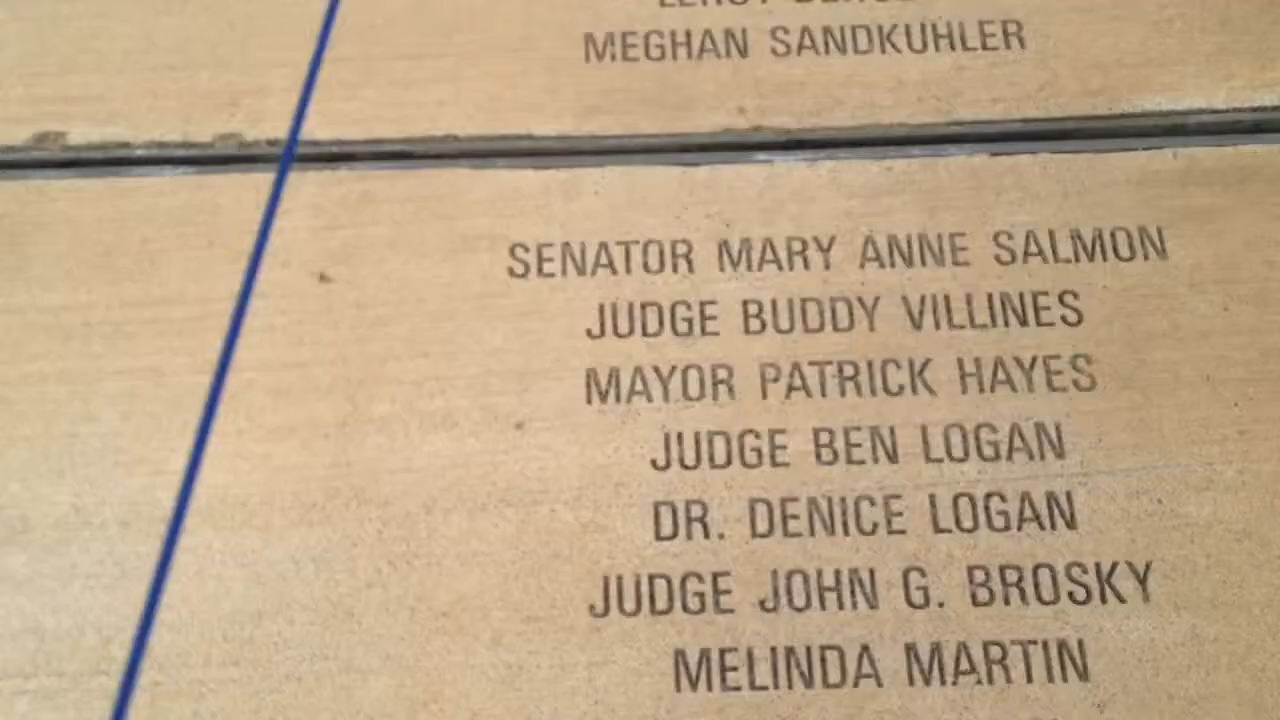 MEGHAN SANDKUHLER
SENATOR MARY ANNE SALMON
JUDGE BUDDY VILLINES
MAYOR PATRICK HAYES
JUDGE BEN LOGAN
DR. DENICE LOGAN
JUDGE JOHN G. BROSKY
MELINDA MARTIN